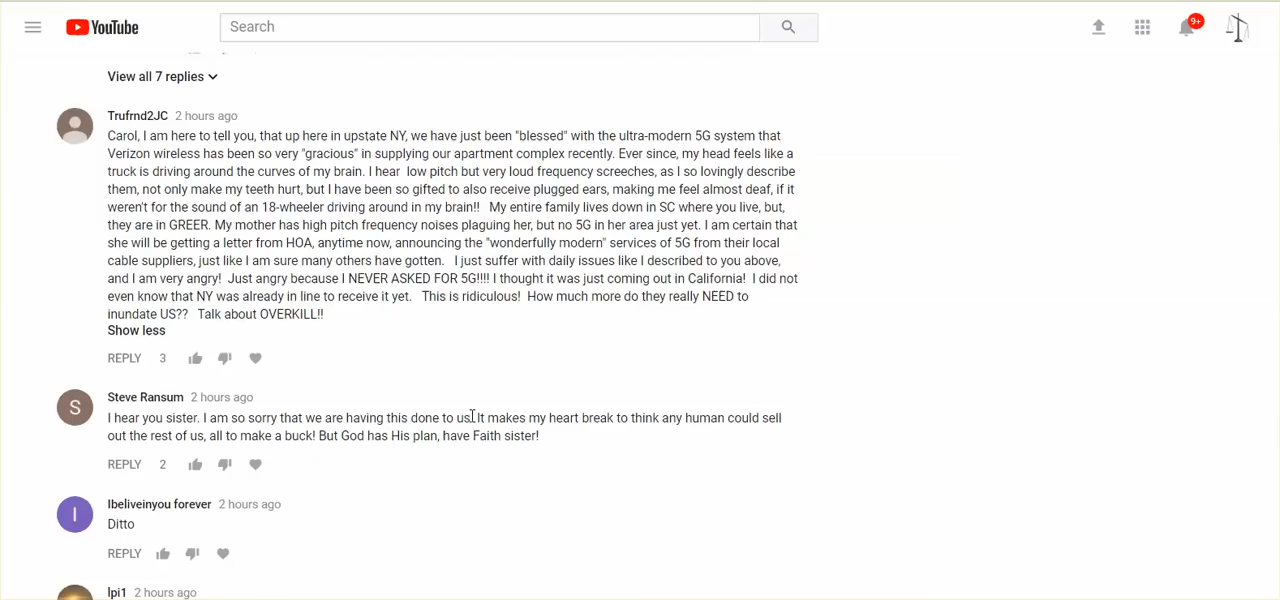 YouTube
Search
9+
View all 7 replies
Trufrnd2JC 2 hours ago
Carol, I am here to tell you, that up here in upstate NY, we have just been "blessed" with the ultra-modern 5G system that
Verizon wireless has been so very "gracious" in supplying our apartment complex recently. Ever since, my head feels like a
truck is driving around the curves of my brain. I hear  low pitch but very loud frequency screeches, as I so lovingly describe
them, not only make my teeth hurt, but I have been so gifted to also receive plugged ears, making me feel almost deaf, if it
weren't for the sound of an 18-wheeler driving around in my brain!!   My entire family lives down in SC where you live, but,
they are in GREER. My mother has high pitch frequency noises plaguing her, but no 5G in her area just yet. I am certain that
she will be getting a letter from HOA, anytime now, announcing the "wonderfully modern" services of 5G from their local
cable suppliers, just like I am sure many others have gotten.   I just suffer with daily issues like I described to you above,
and I am very angry!  Just angry because I NEVER ASKED FOR 5G!!!! I thought it was just coming out in California!  I did not
even know that NY was already in line to receive it yet.   This is ridiculous!  How much more do they really NEED to
inundate US??   Talk about OVERKILL!!
Show less
REPLY 3
S
Steve Ransum 2 hours ago
I hear you sister. I am so sorry that we are having this done to us. It makes my heart break to think any human could sell
out the rest of us, all to make a buck! But God has His plan, have Faith sister!
REPLY 2
I
Ibeliveinyou forever 2 hours ago
Ditto
REPLY
lpi1 2 hours ago